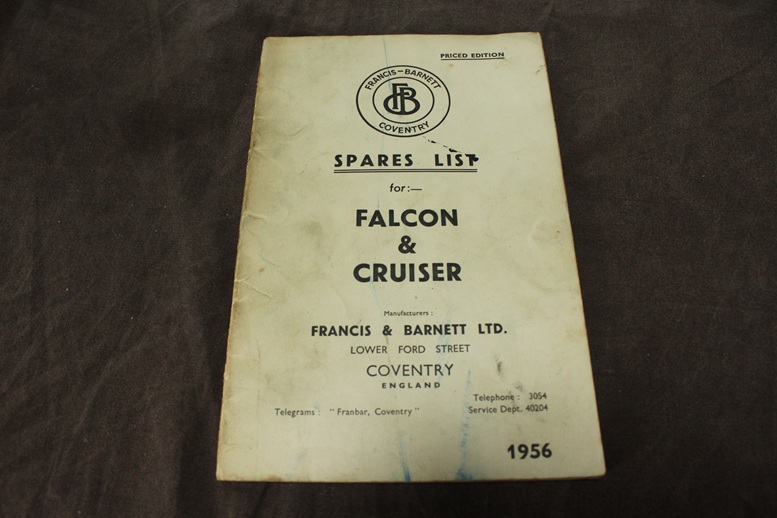 PRICED EDITION
FRANCIS-BARNETT
FB
COVENTRY
SPARES LIST
for:—
FALCON
&
CRUISER
Manufacturers :
FRANCIS & BARNETT LTD.
LOWER FORD STREET
COVENTRY
ENGLAND
Telephone : 3054
Telegrams : "Franbar, Coventry" Service Dept. 40204
1956